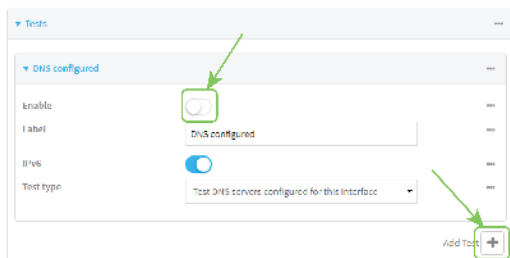 Tests
DNS configured
Enable
Label
DNS configured
IPv6
Test type
Test DNS servers configured for this interface
Add Test